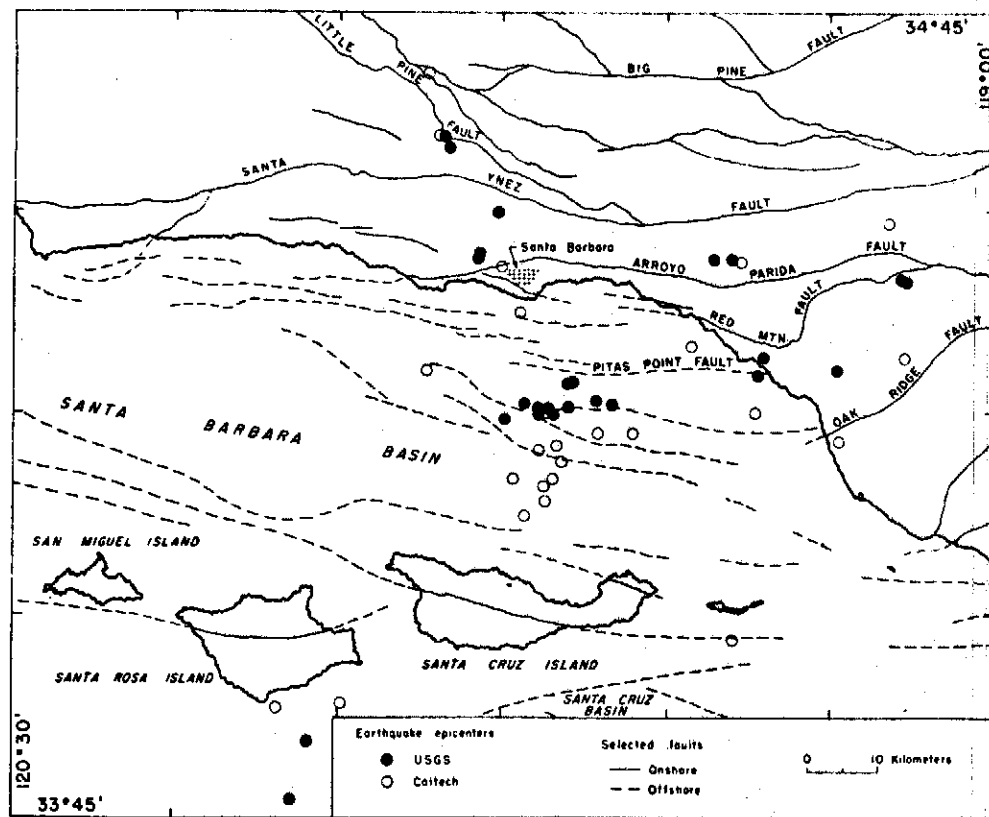 34°45'
119°00'
LITTLE PINE FAULT
BIG PINE FAULT
SANTA YNEZ FAULT
Santa Barbara
ARROYO PARIDA FAULT
RED MTN. FAULT
PITAS POINT FAULT
OAK RIDGE FAULT
SANTA BARBARA BASIN
SAN MIGUEL ISLAND
SANTA ROSA ISLAND
SANTA CRUZ ISLAND
SANTA CRUZ
BASIN
120°30'
33°45'
Earthquake epicenters
USGS
Caltech
Selected faults
Onshore
Offshore
0 10 Kilometers